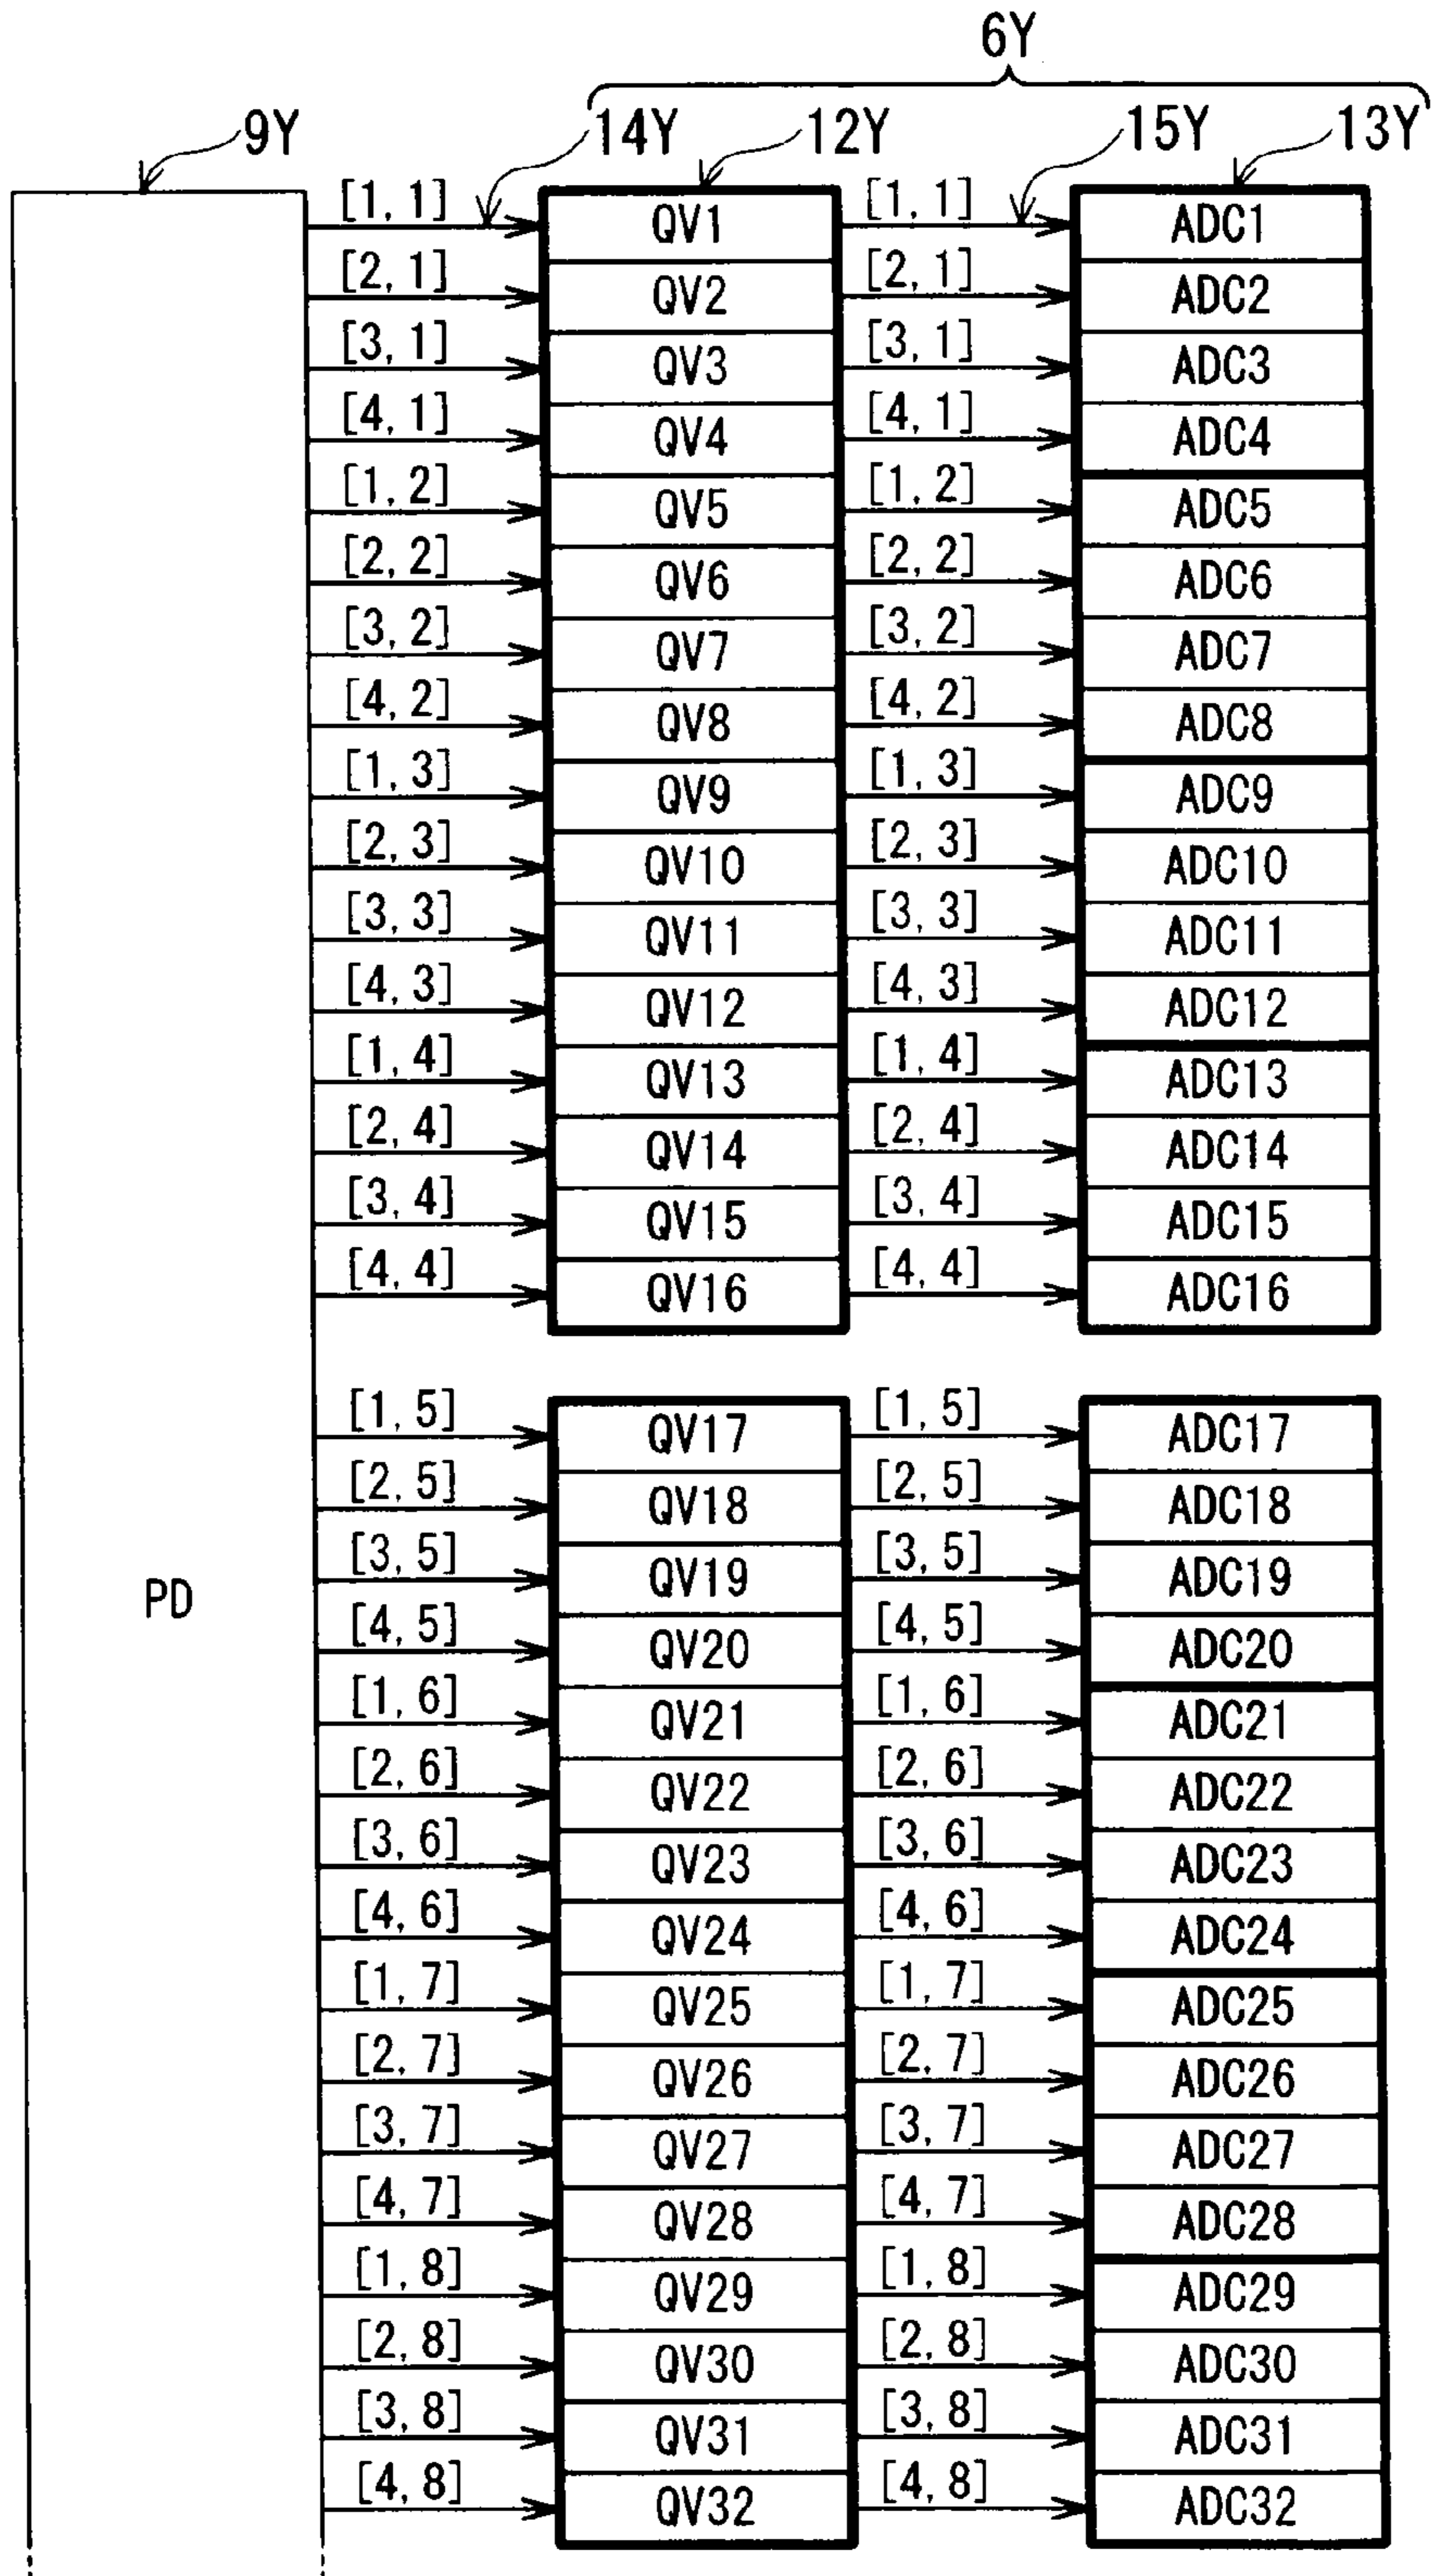 6Y
9Y 14Y 12Y 15Y 13Y
[1, 1] QV1 [1, 1] ADC1
[2, 1] QV2 [2, 1] ADC2
[3, 1] QV3 [3, 1] ADC3
[4, 1] QV4 [4, 1] ADC4
[1, 2] QV5 [1, 2] ADC5
[2, 2] QV6 [2, 2] ADC6
[3, 2] QV7 [3, 2] ADC7
[4, 2] QV8 [4, 2] ADC8
[1, 3] QV9 [1, 3] ADC9
[2, 3] QV10 [2, 3] ADC10
[3, 3] QV11 [3, 3] ADC11
[4, 3] QV12 [4, 3] ADC12
[1, 4] QV13 [1, 4] ADC13
[2, 4] QV14 [2, 4] ADC14
[3, 4] QV15 [3, 4] ADC15
[4, 4] QV16 [4, 4] ADC16
[1, 5] QV17 [1, 5] ADC17
[2, 5] QV18 [2, 5] ADC18
[3, 5] QV19 [3, 5] ADC19
PD
[4, 5] QV20 [4, 5] ADC20
[1, 6] QV21 [1, 6] ADC21
[2, 6] QV22 [2, 6] ADC22
[3, 6] QV23 [3, 6] ADC23
[4, 6] QV24 [4, 6] ADC24
[1, 7] QV25 [1, 7] ADC25
[2, 7] QV26 [2, 7] ADC26
[3, 7] QV27 [3, 7] ADC27
[4, 7] QV28 [4, 7] ADC28
[1, 8] QV29 [1, 8] ADC29
[2, 8] QV30 [2, 8] ADC30
[3, 8] QV31 [3, 8] ADC31
[4, 8] QV32 [4, 8] ADC32